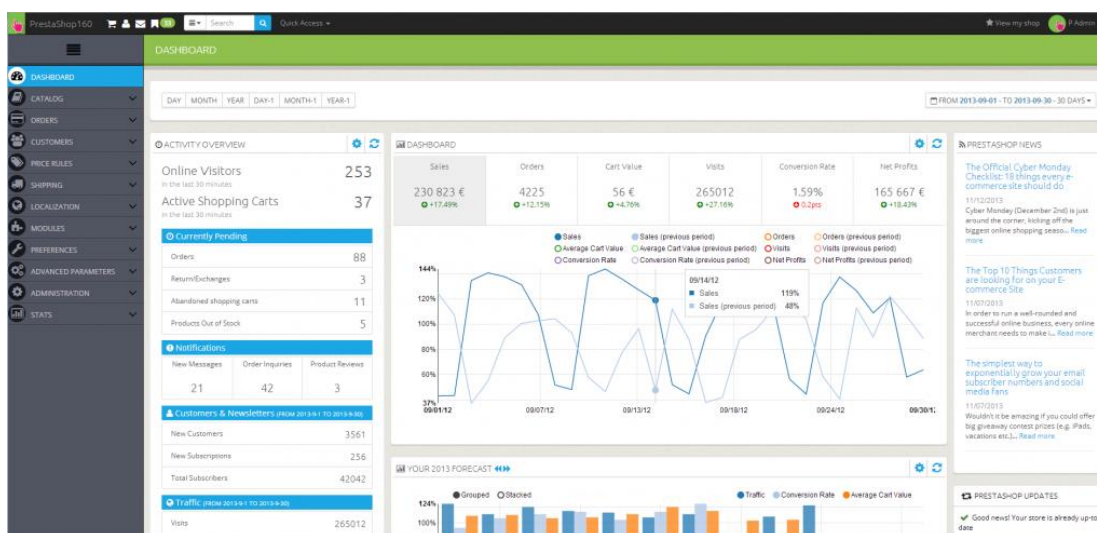 PrestaShop160
33
Search
Quick Access
View my shop
P Admin
DASHBOARD
DASHBOARD
CATALOG
ORDERS
CUSTOMERS
PRICE RULES
SHIPPING
LOCALIZATION
MODULES
PREFERENCES
ADVANCED PARAMETERS
ADMINISTRATION
STATS
DAY MONTH YEAR DAY-1 MONTH-1 YEAR-1
FROM 2013-09-01 - TO 2013-09-30 - 30 DAYS
ACTIVITY OVERVIEW
Online Visitors 253
in the last 30 minutes
Active Shopping Carts 37
in the last 30 minutes
Currently Pending
Orders 88
Return/Exchanges 3
Abandoned shopping carts 11
Products Out of Stock 5
Notifications
New Messages Order Inquiries Product Reviews
21 42 3
Customers & Newsletters (FROM 2013-9-1 TO 2013-9-30)
New Customers 3561
New Subscriptions 256
Total Subscribers 42042
Traffic (FROM 2013-9-1 TO 2013-9-30)
Visits 265012
DASHBOARD
Sales Orders Cart Value Visits Conversion Rate Net Profits
230 823 € 4225 56 € 265012 1.59% 165 667 €
+17.49% +12.15% +4.76% +27.16% 0.2pts +18.43%
Sales Sales (previous period) Orders Orders (previous period)
Average Cart Value Average Cart Value (previous period) Visits Visits (previous period)
Conversion Rate Conversion Rate (previous period) Net Profits Net Profits (previous period)
144%
120%
100%
80%
60%
37%
09/14/12
Sales 119%
Sales (previous period) 48%
09/01/12 09/07/12 09/13/12 09/18/12 09/24/12 09/30/12
YOUR 2013 FORECAST
Grouped Stacked Traffic Conversion Rate Average Cart Value
124%
100%
PRESTASHOP NEWS
The Official Cyber Monday
Checklist: 18 things every e-
commerce site should do
11/12/2013
Cyber Monday (December 2nd) is just
around the corner, kicking off the
biggest online shopping seaso... Read
more
The Top 10 Things Customers
are looking for on your E-
commerce Site
11/07/2013
In order to run a well-rounded and
successful online business, every online
merchant needs to make i... Read more
The simplest way to
exponentially grow your email
subscriber numbers and social
media fans
11/07/2013
Wouldn't it be amazing if you could offer
big giveaway contest prizes (e.g. iPads,
vacations etc.)... Read more
PRESTASHOP UPDATES
Good news! Your store is already up-to
date